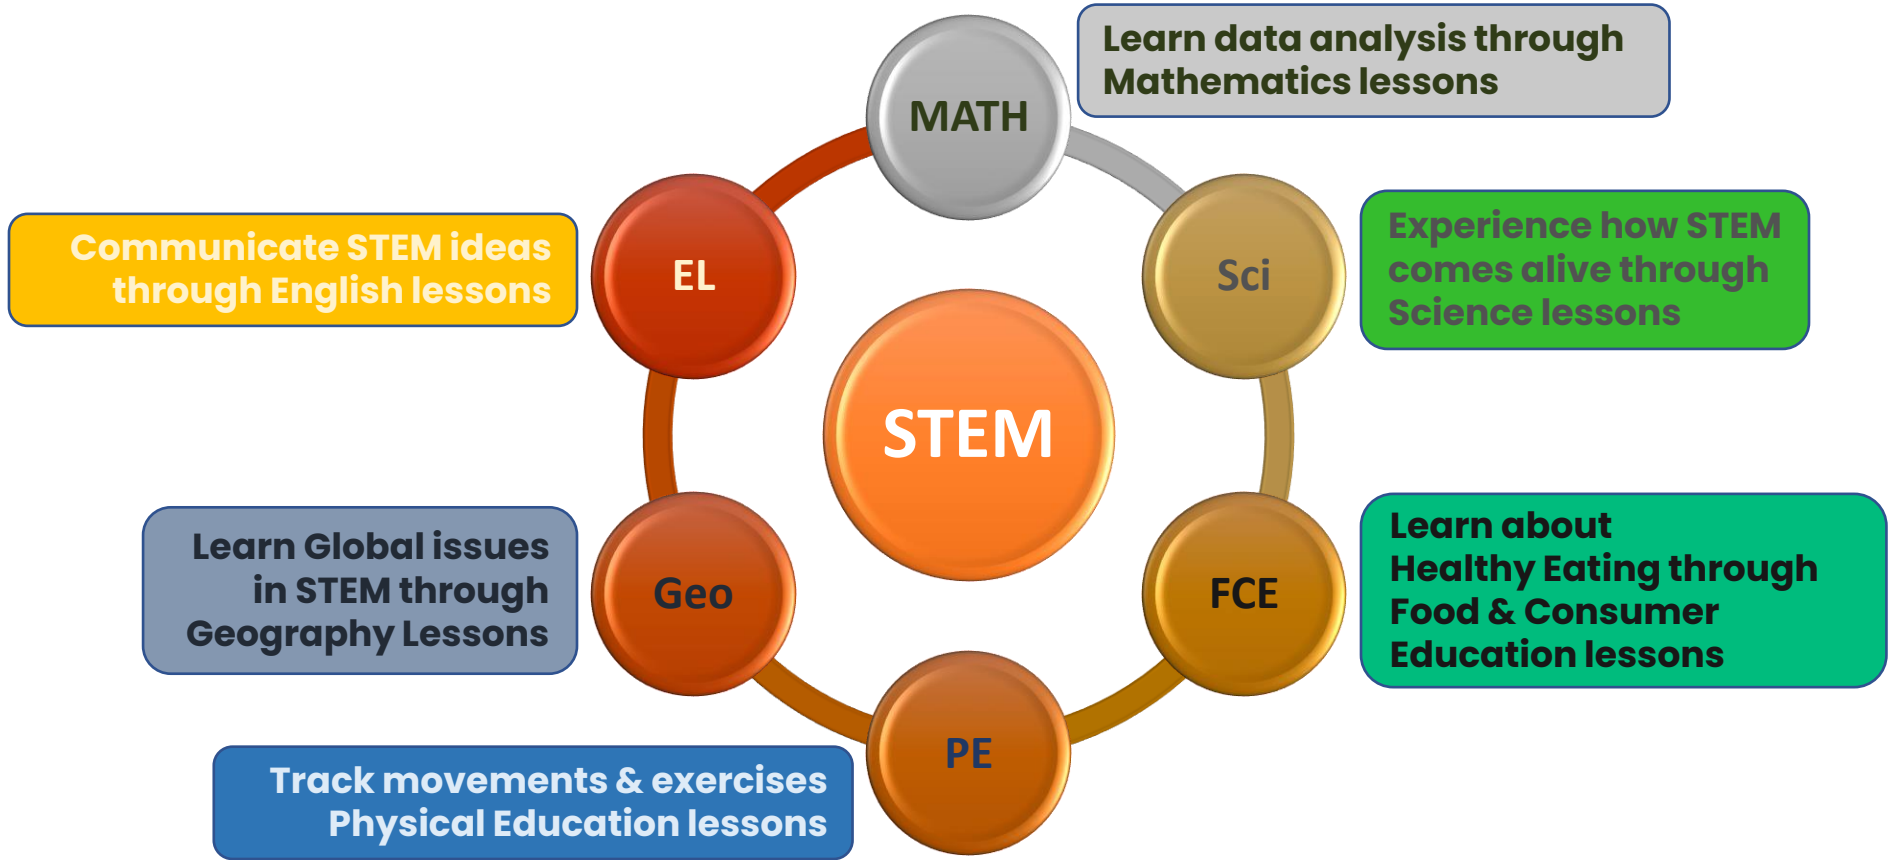 MATH
Learn data analysis through
Mathematics lessons
EL
Communicate STEM ideas
through English lessons
Sci
Experience how STEM
comes alive through
Science lessons
STEM
Geo
Learn Global issues
in STEM through
Geography Lessons
FCE
Learn about
Healthy Eating through
Food & Consumer
Education lessons
PE
Track movements & exercises
Physical Education lessons